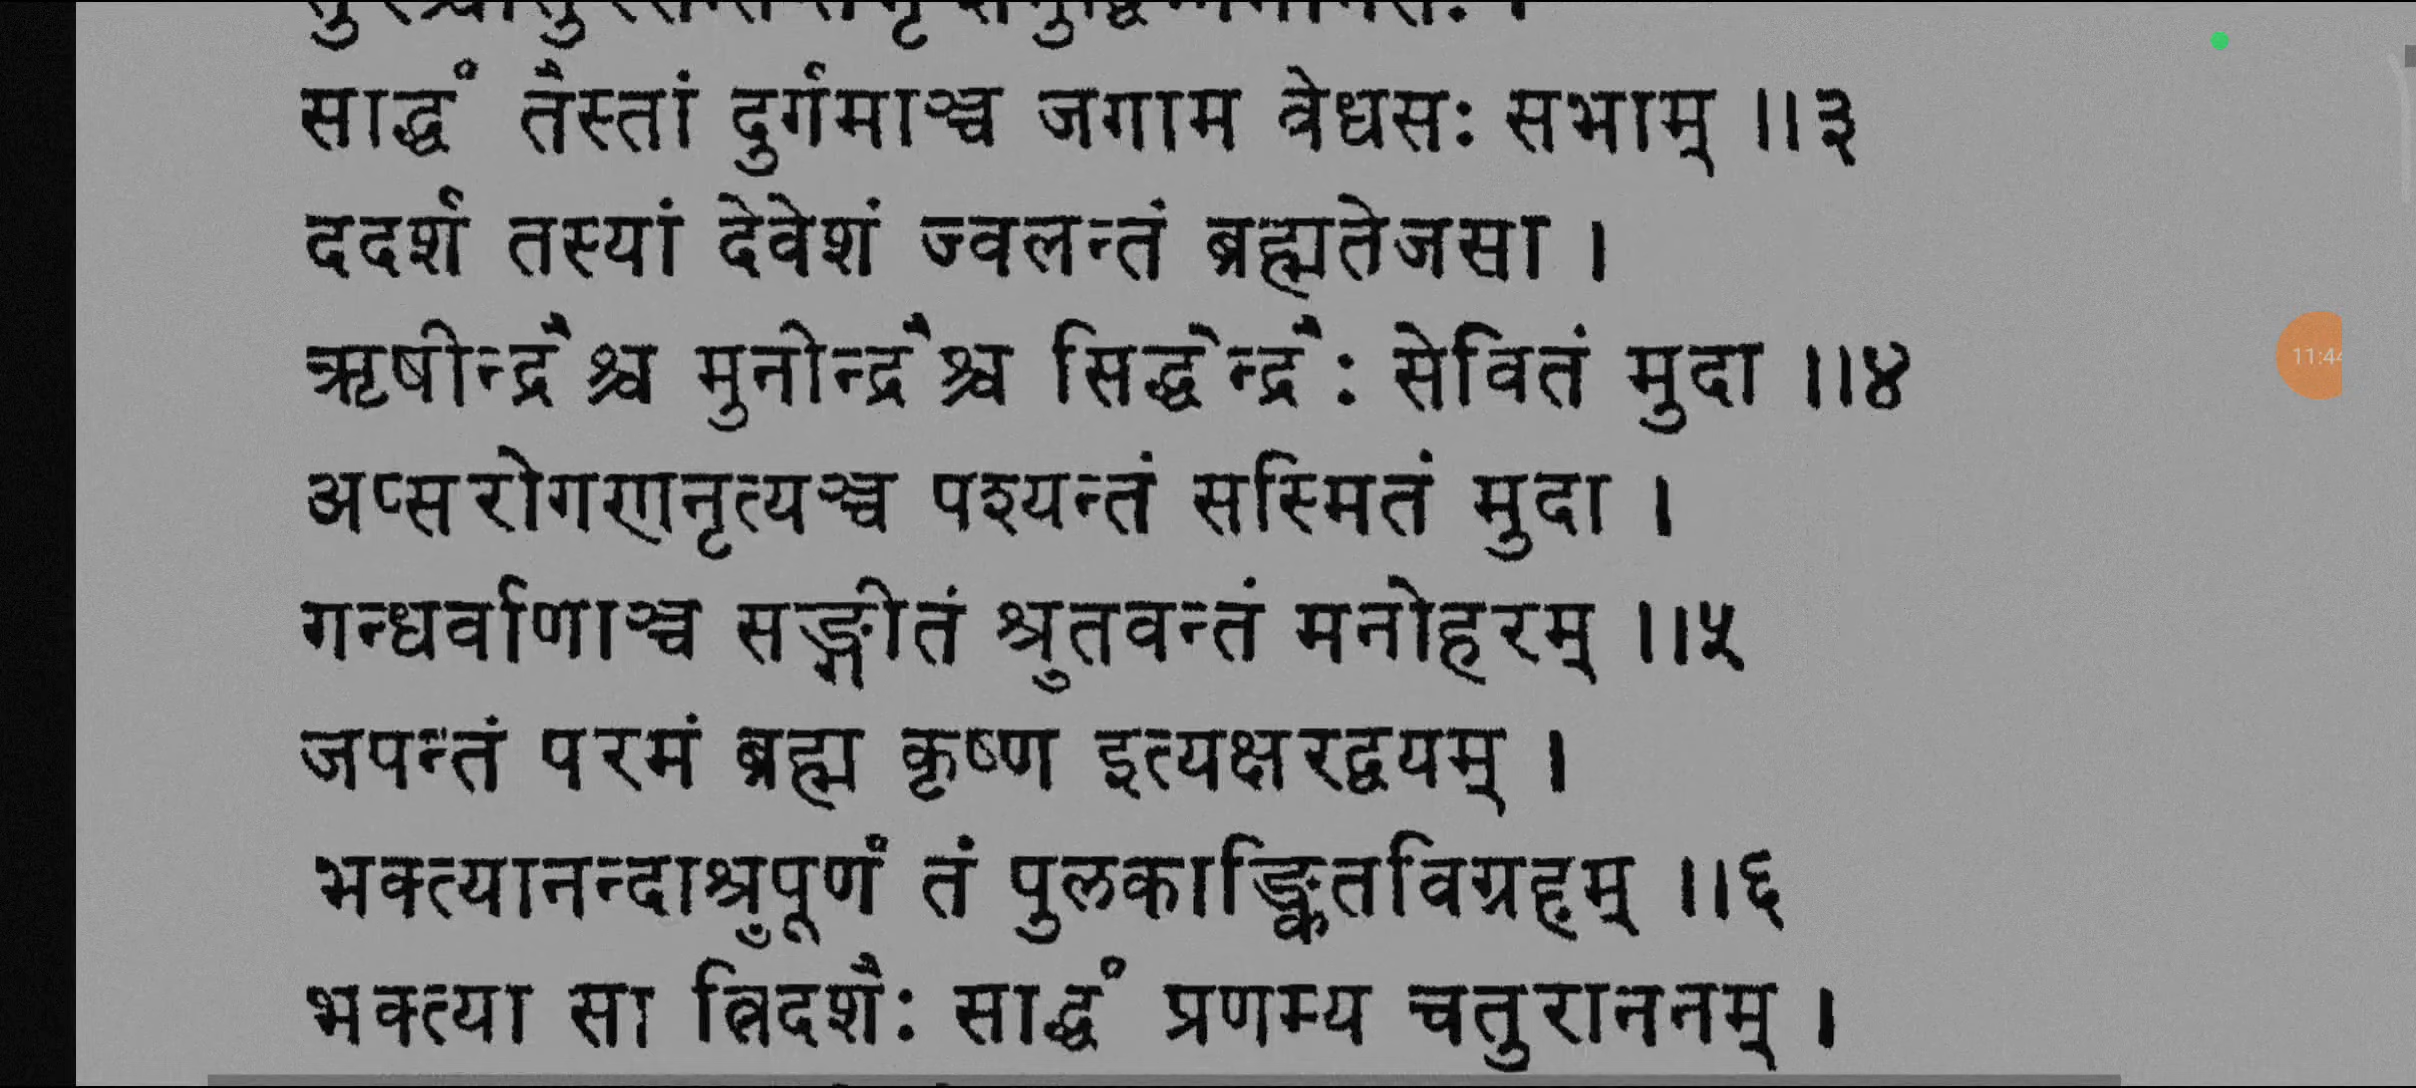 सार्द्धं तैस्तां दुर्गमाञ्च जगाम वेधसः सभाम् ॥३
11:44
ददर्श तस्यां देवेशं ज्वलन्तं ब्रह्मतेजसा ।
ऋषीन्द्रैश्च मुनीन्द्रैश्च सिद्धेन्द्रैः सेवितं मुदा ॥४
अप्सरोगणनृत्यञ्च पश्यन्तं सस्मितं मुदा ।
गन्धर्वाणाञ्च सङ्गीतं श्रुतवन्तं मनोहरम् ॥५
जपन्तं परमं ब्रह्म कृष्ण इत्यक्षरद्वयम् ।
भक्त्यानन्दाश्रुपूर्णं तं पुलकाङ्कितविग्रहम् ॥६
भक्त्या सा त्रिदशैः सार्द्धं प्रणम्य चतुराननम् ।